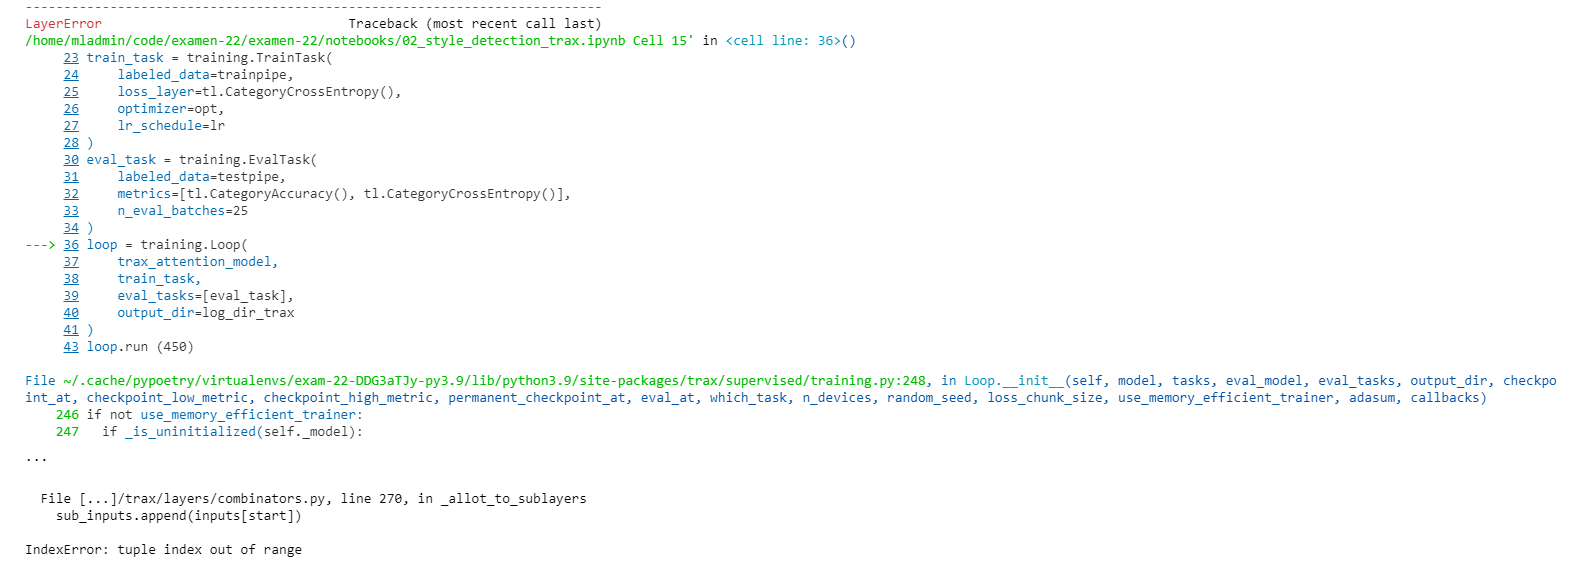 ---------------------------------------------------------------------------
LayerError                                Traceback (most recent call last)
/home/mladmin/code/examen-22/examen-22/notebooks/02_style_detection_trax.ipynb Cell 15' in <cell line: 36>()
     23 train_task = training.TrainTask(
     24     labeled_data=trainpipe,
     25     loss_layer=tl.CategoryCrossEntropy(),
     26     optimizer=opt,
     27     lr_schedule=lr
     28 )
     30 eval_task = training.EvalTask(
     31     labeled_data=testpipe,
     32     metrics=[tl.CategoryAccuracy(), tl.CategoryCrossEntropy()],
     33     n_eval_batches=25
     34 )
---> 36 loop = training.Loop(
     37     trax_attention_model,
     38     train_task,
     39     eval_tasks=[eval_task],
     40     output_dir=log_dir_trax
     41 )
     43 loop.run (450)
File ~/.cache/pypoetry/virtualenvs/exam-22-DDG3aTJy-py3.9/lib/python3.9/site-packages/trax/supervised/training.py:248, in Loop.__init__(self, model, tasks, eval_model, eval_tasks, output_dir, checkpo
int_at, checkpoint_low_metric, checkpoint_high_metric, permanent_checkpoint_at, eval_at, which_task, n_devices, random_seed, loss_chunk_size, use_memory_efficient_trainer, adasum, callbacks)
    246 if not use_memory_efficient_trainer:
    247   if _is_uninitialized(self._model):
...
  File [...]/trax/layers/combinators.py, line 270, in _allot_to_sublayers
    sub_inputs.append(inputs[start])
IndexError: tuple index out of range